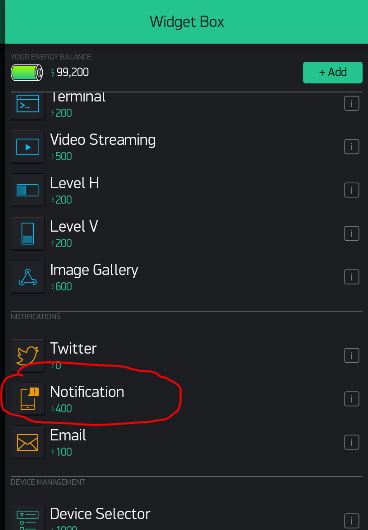 Widget Box
YOUR ENERGY BALANCE
99,200
+ Add
Terminal
200
Video Streaming
500
Level H
200
Level V
200
Image Gallery
600
NOTIFICATIONS
Twitter
0
Notification
400
Email
100
DEVICE MANAGEMENT
Device Selector
1000